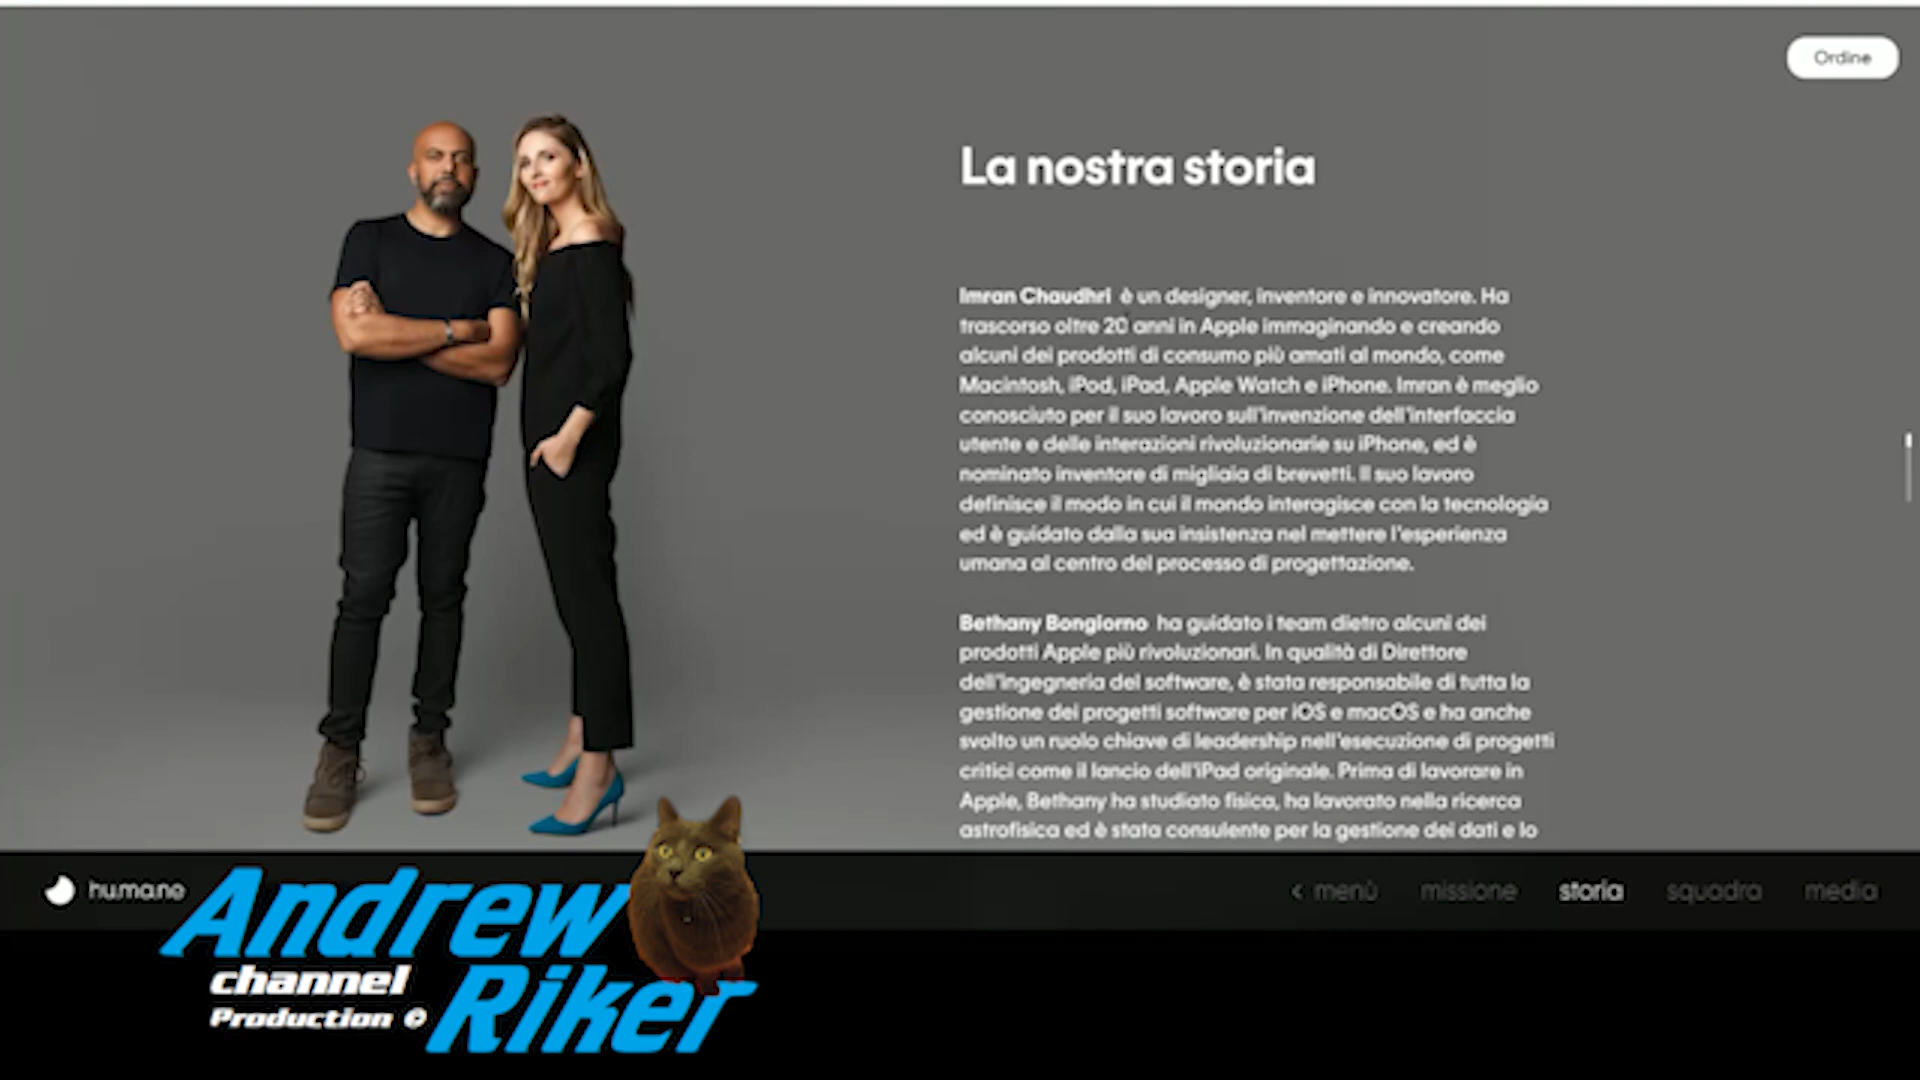 Ordine
La nostra storia
Imran Chaudhri è un designer, inventore e innovatore. Ha
trascorso oltre 20 anni in Apple immaginando e creando
alcuni dei prodotti di consumo più amati al mondo, come
Macintosh, iPod, iPad, Apple Watch e iPhone. Imran è meglio
conosciuto per il suo lavoro sull'invenzione dell'interfaccia
utente e delle interazioni rivoluzionarie su iPhone, ed è
nominato inventore di migliaia di brevetti. Il suo lavoro
definisce il modo in cui il mondo interagisce con la tecnologia
ed è guidato dalla sua insistenza nel mettere l'esperienza
umana al centro del processo di progettazione.
Bethany Bongiorno ha guidato i team dietro alcuni dei
prodotti Apple più rivoluzionari. In qualità di Direttore
dell'ingegneria del software, è stata responsabile di tutta la
gestione dei progetti software per iOS e macOS e ha anche
svolto un ruolo chiave di leadership nell'esecuzione di progetti
critici come il lancio dell'iPad originale. Prima di lavorare in
Apple, Bethany ha studiato fisica, ha lavorato nella ricerca
astrofisica ed è stata consulente per la gestione dei dati e lo
hu.ma.ne
< menù missione storia squadra media
Andrew
channel
Riker
Production ©